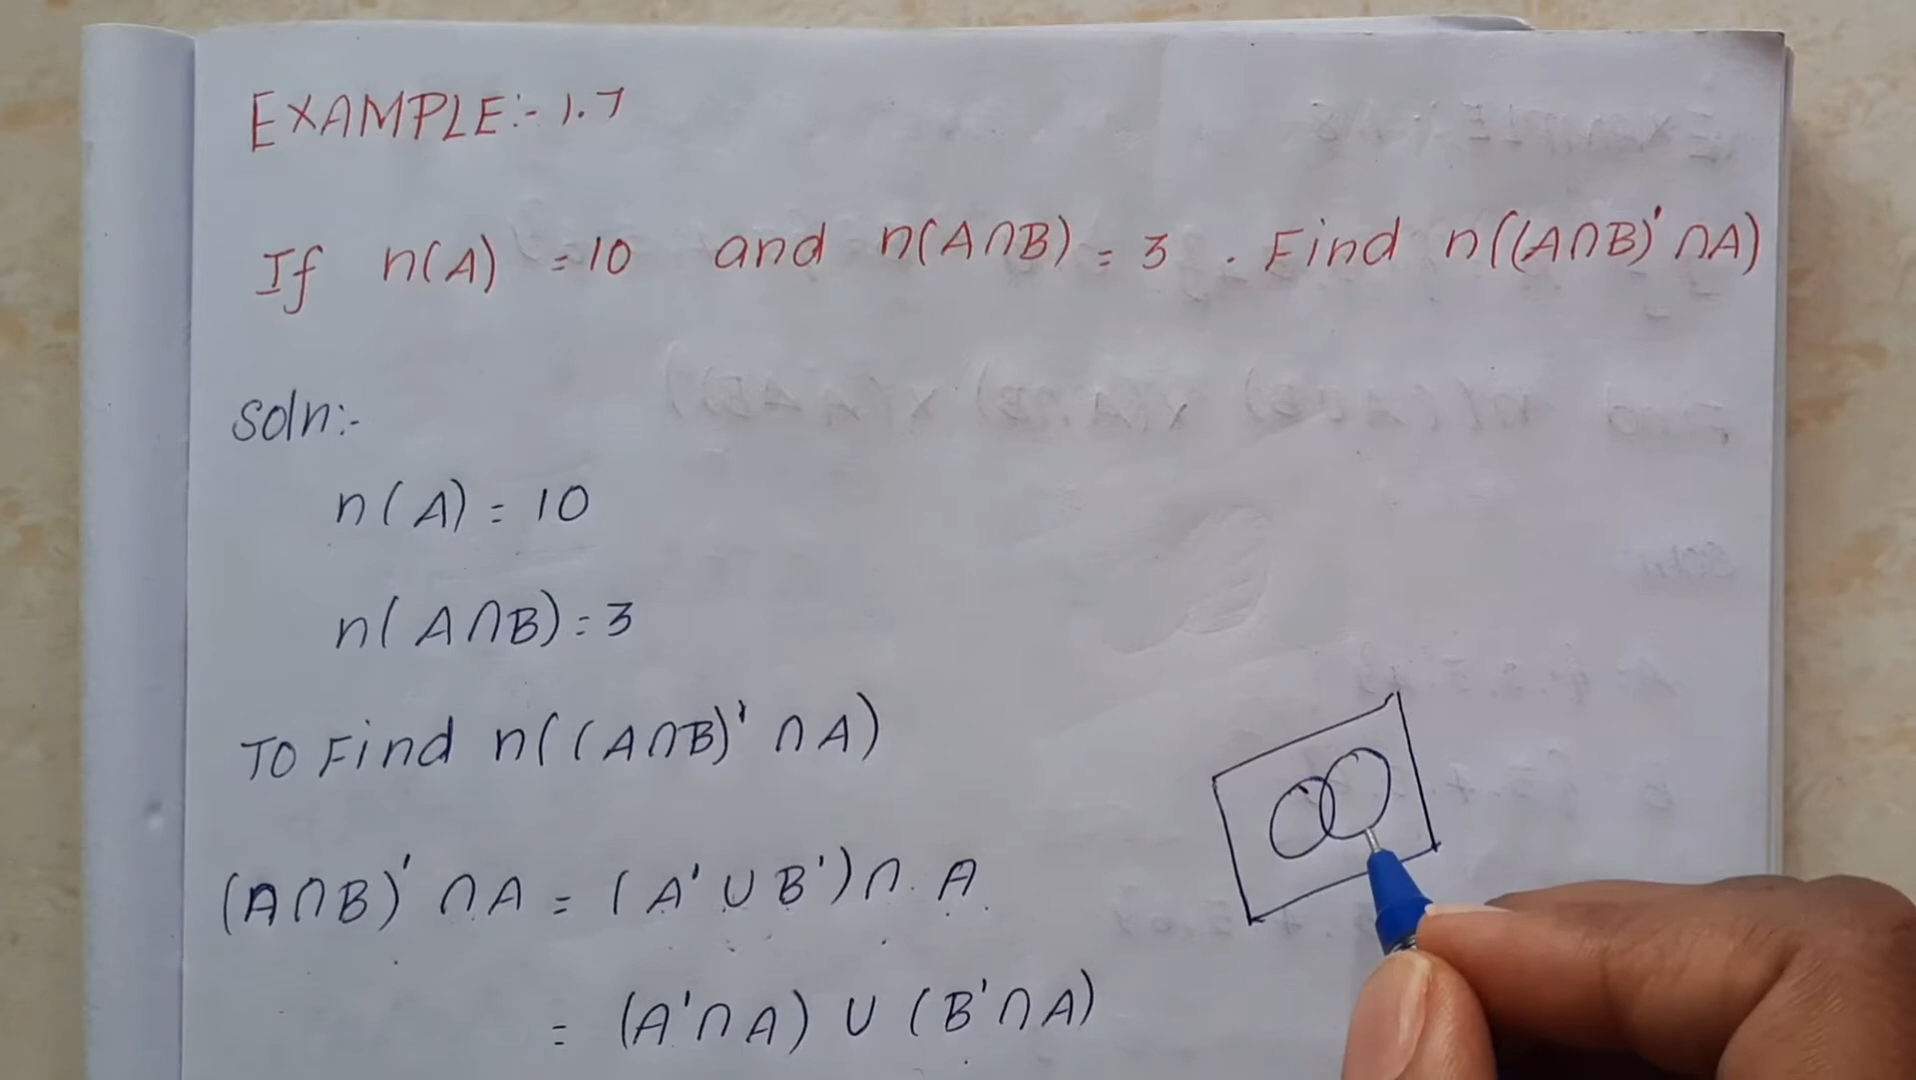 EXAMPLE:- 1.7
If n(A) = 10 and n(A∩B) = 3 . Find n((A∩B)' ∩A)
Soln:-
n(A) = 10
n(A∩B) = 3
TO Find n((A∩B)' ∩A)
(A∩B)' ∩A = (A' ∪ B') ∩ A
= (A'∩A) ∪ (B'∩A)